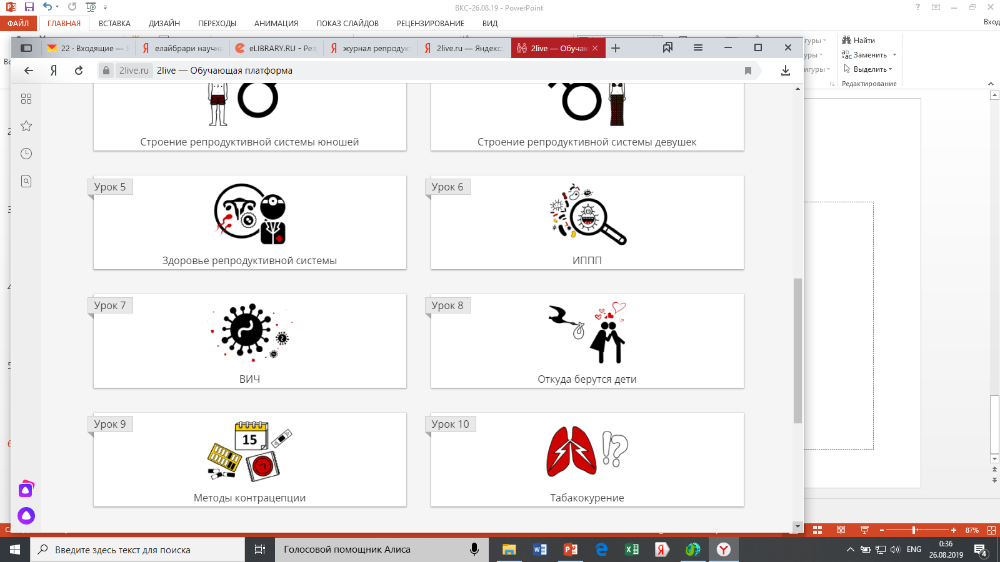 ВКС-26.08.19 - PowerPoint
ФАЙЛ ГЛАВНАЯ ВСТАВКА ДИЗАЙН ПЕРЕХОДЫ АНИМАЦИЯ ПОКАЗ СЛАЙДОВ РЕЦЕНЗИРОВАНИЕ ВИД Вход
22 · Входящие — Я
елайбрари научна
eLIBRARY.RU - Рез
журнал репродукт
2live.ru — Яндекс:
2live — Обучаю
Найти
Заменить
Выделить
Редактирование
2live.ru 2live — Обучающая платформа
Строение репродуктивной системы юношей
Строение репродуктивной системы девушек
Урок 5
Здоровье репродуктивной системы
Урок 6
ИППП
Урок 7
ВИЧ
Урок 8
Откуда берутся дети
Урок 9
15
Методы контрацепции
Урок 10
Табакокурение
87%
Введите здесь текст для поиска
Голосовой помощник Алиса
ENG
0:36
26.08.2019
4